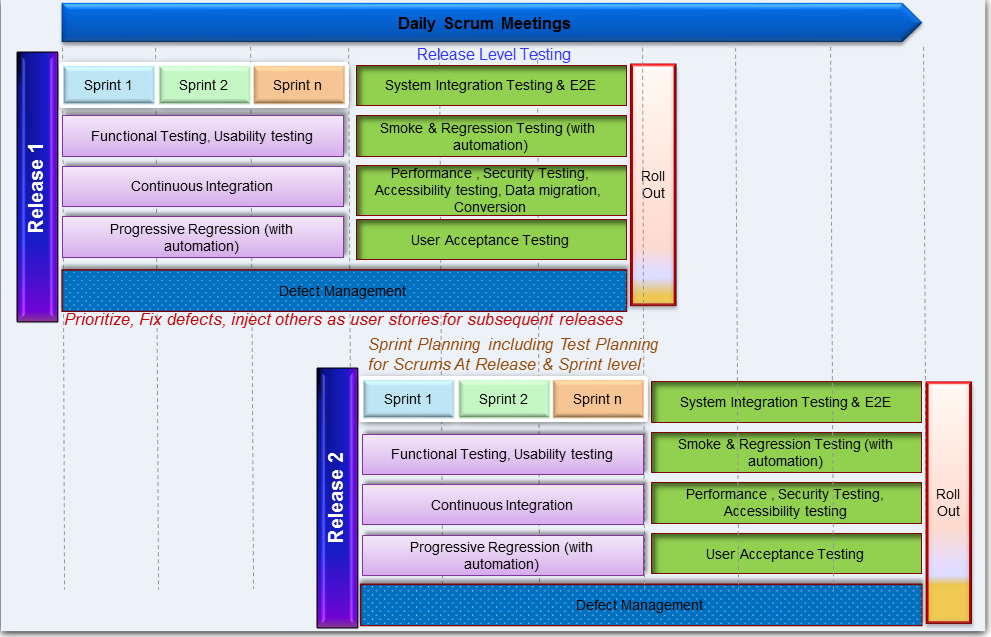 Daily Scrum Meetings
Release Level Testing
Release 1
Sprint 1
Sprint 2
Sprint n
System Integration Testing & E2E
Functional Testing, Usability testing
Smoke & Regression Testing (with
automation)
Continuous Integration
Performance , Security Testing,
Accessibility testing, Data migration,
Conversion
Progressive Regression (with
automation)
User Acceptance Testing
Roll
Out
Defect Management
Prioritize, Fix defects, inject others as user stories for subsequent releases
Sprint Planning including Test Planning
for Scrums At Release & Sprint level
Release 2
Sprint 1
Sprint 2
Sprint n
System Integration Testing & E2E
Functional Testing, Usability testing
Smoke & Regression Testing (with
automation)
Continuous Integration
Performance , Security Testing,
Accessibility testing
Progressive Regression (with
automation)
User Acceptance Testing
Roll
Out
Defect Management